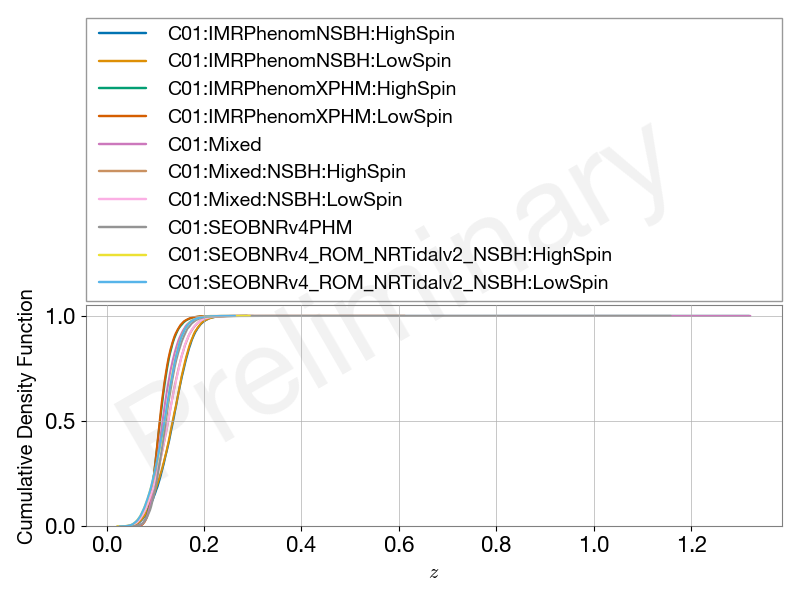 C01:IMRPhenomNSBH:HighSpin
C01:IMRPhenomNSBH:LowSpin
C01:IMRPhenomXPHM:HighSpin
C01:IMRPhenomXPHM:LowSpin
C01:Mixed
C01:Mixed:NSBH:HighSpin
C01:Mixed:NSBH:LowSpin
C01:SEOBNRv4PHM
C01:SEOBNRv4_ROM_NRTidalv2_NSBH:HighSpin
C01:SEOBNRv4_ROM_NRTidalv2_NSBH:LowSpin
Preliminary
Cumulative Density Function
1.0
0.5
0.0
0.0 0.2 0.4 0.6 0.8 1.0 1.2
z